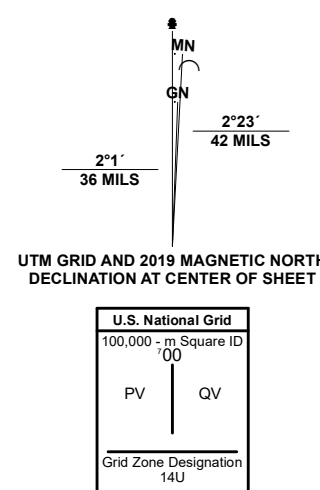 MN
GN
2°23´
42 MILS
2°1´
36 MILS
UTM GRID AND 2019 MAGNETIC NORTH
DECLINATION AT CENTER OF SHEET
U.S. National Grid
100,000 - m Square ID
700
PV QV
Grid Zone Designation
14U